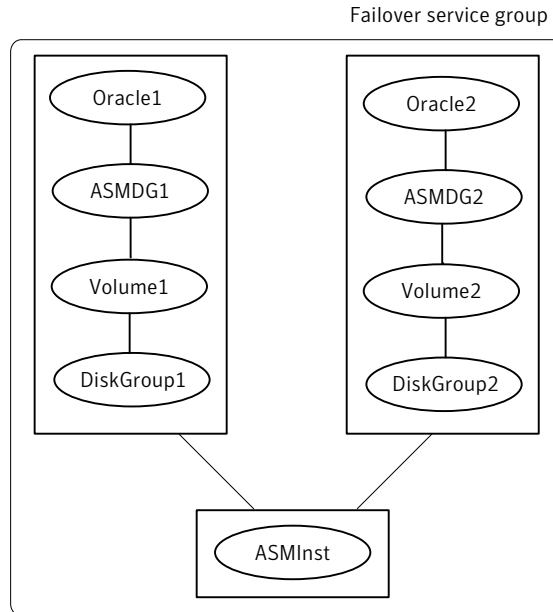 Failover service group
Oracle1
ASMDG1
Volume1
DiskGroup1
Oracle2
ASMDG2
Volume2
DiskGroup2
ASMInst